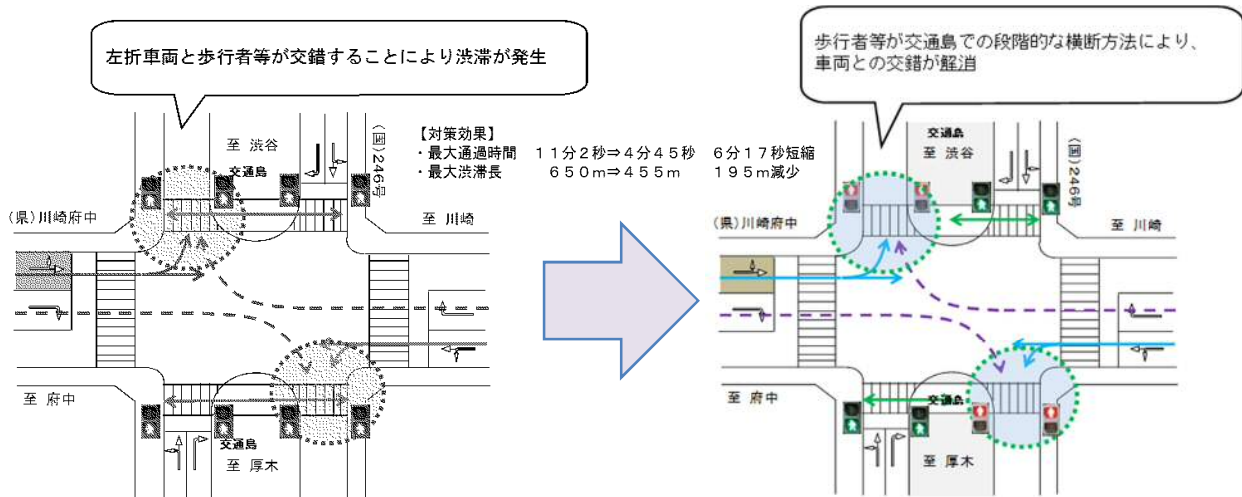 左折車両と歩行者等が交錯することにより渋滞が発生
歩行者等が交通島での段階的な横断方法により、
車両との交錯が解消
【対策効果】
・最大通過時間　１１分２秒⇒４分４５秒　６分１７秒短縮
・最大渋滞長　６５０ｍ⇒４５５ｍ　１９５ｍ減少
至 渋谷
交通島
(国)246号
(県)川崎府中
至 川崎
至 府中
交通島
至 厚木
交通島
至 渋谷
(国)246号
(県)川崎府中
至 川崎
至 府中
交通島
至 厚木